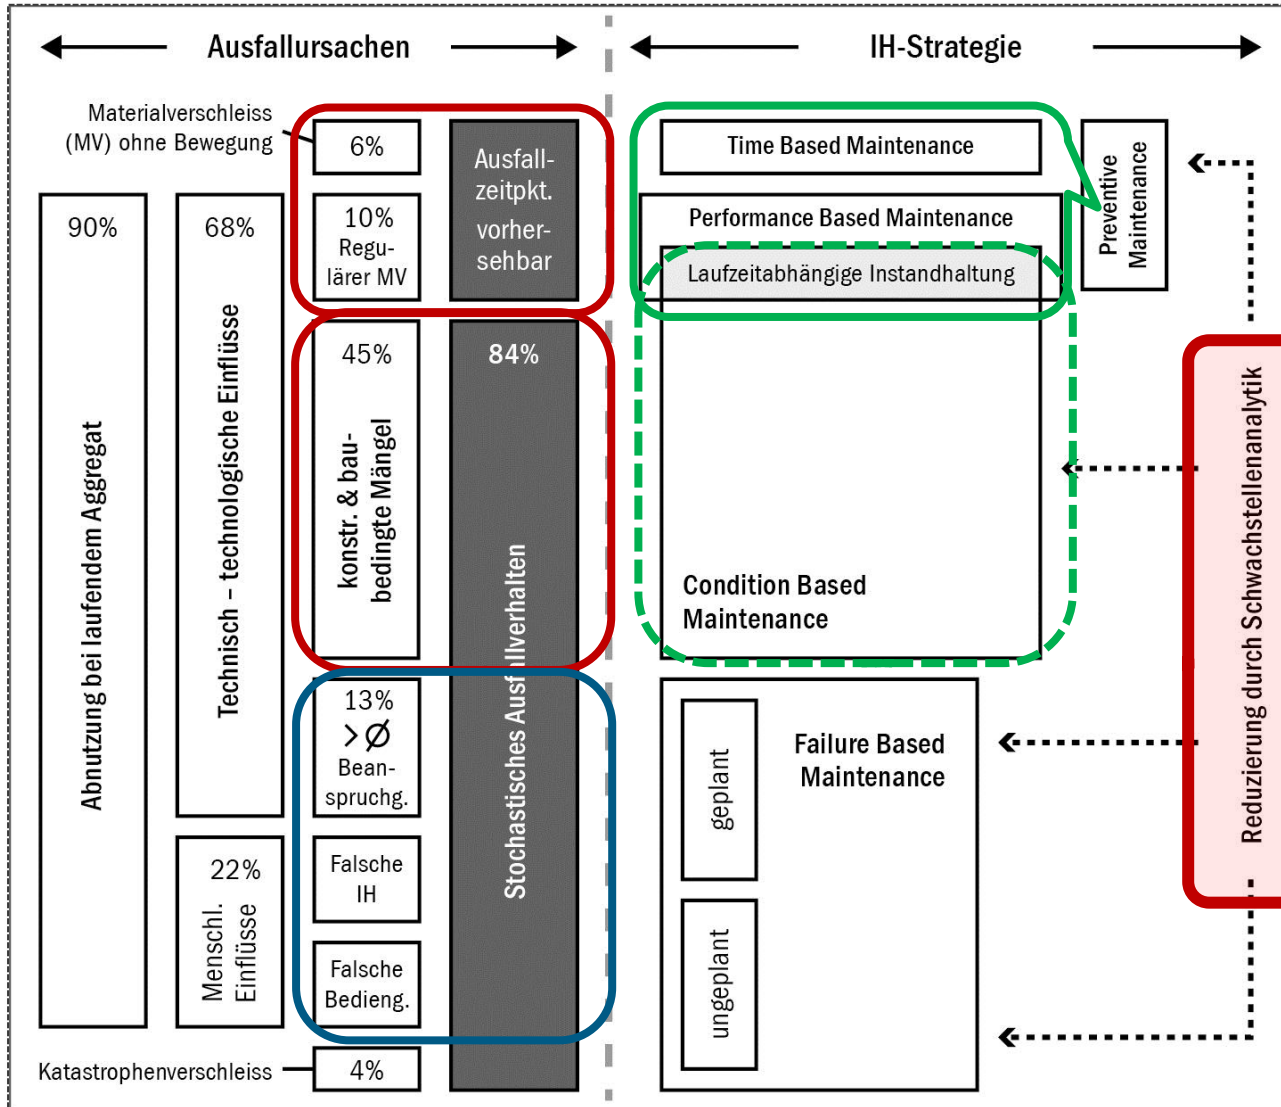 Ausfallursachen
IH-Strategie
Materialverschleiss
(MV) ohne Bewegung
6%
Ausfall-
zeitpkt.
vorher-
sehbar
90%
Abnutzung bei laufendem Aggregat
68%
Technisch – technologische Einflüsse
10%
Regu-
lärer MV
45%
konstr. & bau-
bedingte Mängel
84%
Stochastisches Ausfallverhalten
13%
> Ø
Bean-
spruchg.
22%
Menschl.
Einflüsse
Falsche
IH
Falsche
Bedieng.
Katastrophenverschleiss
4%
Time Based Maintenance
Performance Based Maintenance
Laufzeitabhängige Instandhaltung
Preventive
Maintenance
Condition Based
Maintenance
Failure Based
Maintenance
geplant
ungeplant
Reduzierung durch Schwachstellenanalytik